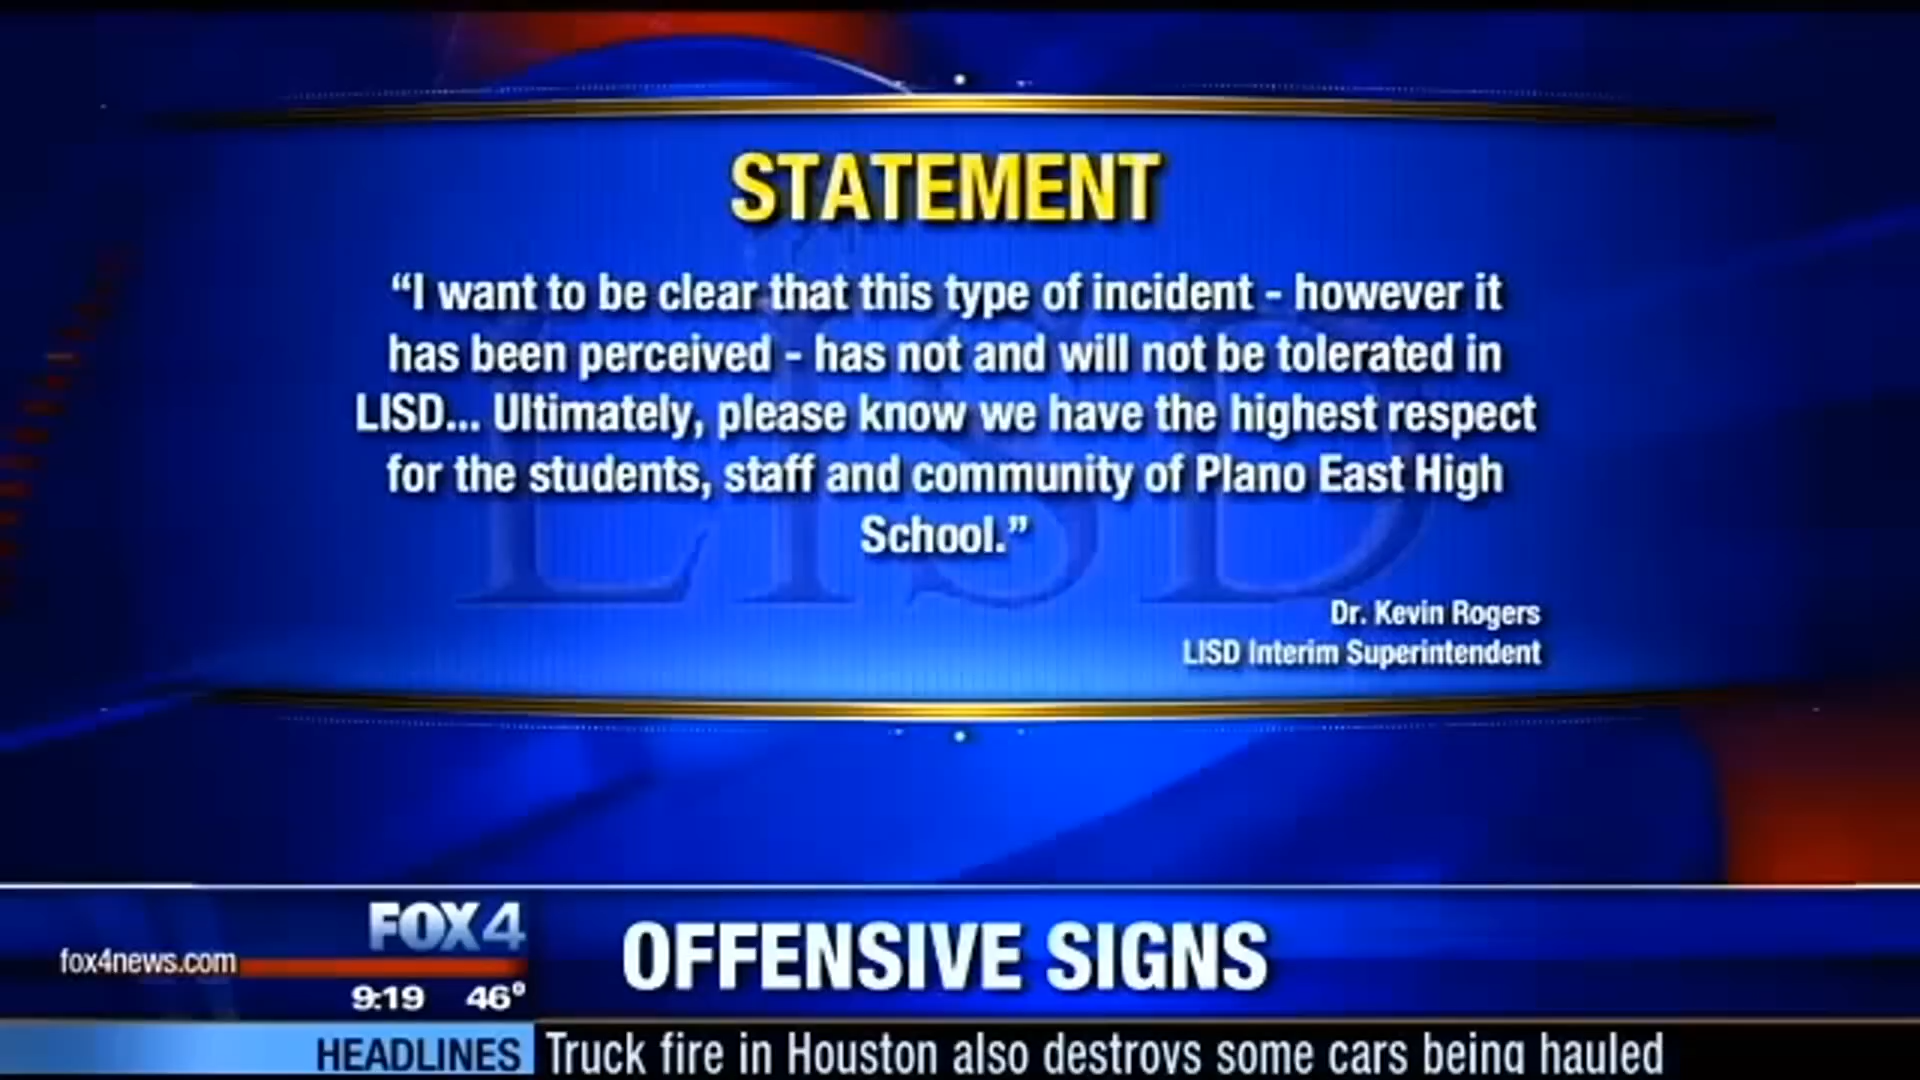 STATEMENT
“I want to be clear that this type of incident - however it
has been perceived - has not and will not be tolerated in
LISD... Ultimately, please know we have the highest respect
for the students, staff and community of Plano East High
School.”
LISD
Dr. Kevin Rogers
LISD Interim Superintendent
FOX 4
fox4news.com
9:19 46°
OFFENSIVE SIGNS
HEADLINES Truck fire in Houston also destroys some cars being hauled